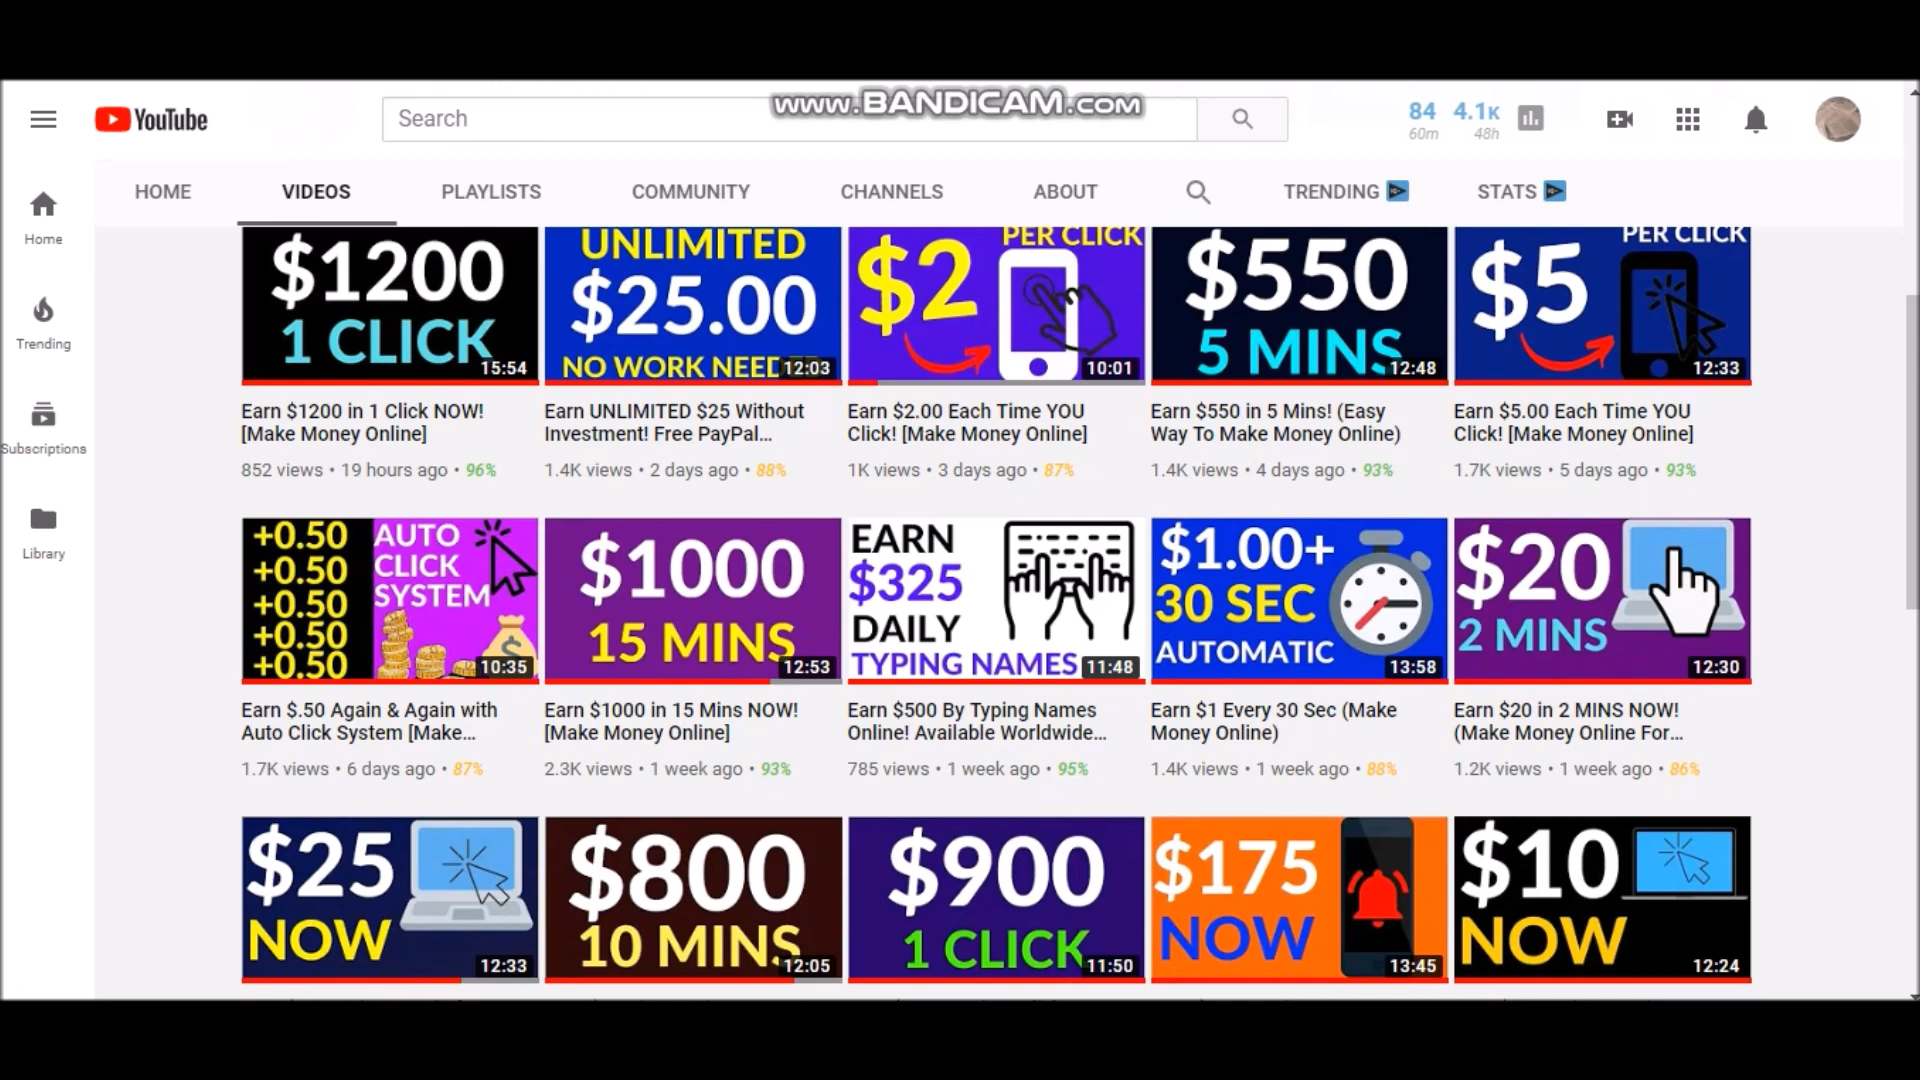 www.BANDICAM.com
YouTube
Search
84 4.1K
60m 48h
HOME VIDEOS PLAYLISTS COMMUNITY CHANNELS ABOUT TRENDING STATS
Home
Trending
Subscriptions
Library
$1200
1 CLICK
15:54
UNLIMITED
$25.00
NO WORK NEED
12:03
PER CLICK
$2
10:01
$550
5 MINS
12:48
PER CLICK
$5
12:33
Earn $1200 in 1 Click NOW!
[Make Money Online]
852 views • 19 hours ago • 96%
Earn UNLIMITED $25 Without
Investment! Free PayPal...
1.4K views • 2 days ago • 88%
Earn $2.00 Each Time YOU
Click! [Make Money Online]
1K views • 3 days ago • 87%
Earn $550 in 5 Mins! (Easy
Way To Make Money Online)
1.4K views • 4 days ago • 93%
Earn $5.00 Each Time YOU
Click! [Make Money Online]
1.7K views • 5 days ago • 93%
+0.50
+0.50
+0.50
+0.50
+0.50
AUTO
CLICK
SYSTEM
$
10:35
$1000
15 MINS
12:53
EARN
$325
DAILY
TYPING NAMES
11:48
$1.00+
30 SEC
AUTOMATIC
13:58
$20
2 MINS
12:30
Earn $.50 Again & Again with
Auto Click System [Make...
1.7K views • 6 days ago • 87%
Earn $1000 in 15 Mins NOW!
[Make Money Online]
2.3K views • 1 week ago • 93%
Earn $500 By Typing Names
Online! Available Worldwide...
785 views • 1 week ago • 95%
Earn $1 Every 30 Sec (Make
Money Online)
1.4K views • 1 week ago • 88%
Earn $20 in 2 MINS NOW!
(Make Money Online For...
1.2K views • 1 week ago • 86%
$25
NOW
12:33
$800
10 MINS
12:05
$900
1 CLICK
11:50
$175
NOW
13:45
$10
NOW
12:24